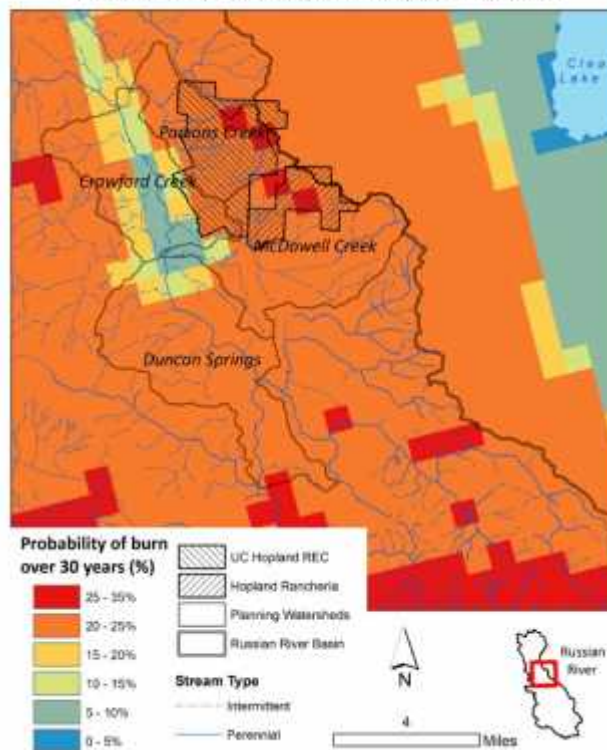 Clea
Lake
Parsons Creek
Crawford Creek
McDowell Creek
Duncan Springs
Probability of burn
over 30 years (%)
25 - 35%
20 - 25%
15 - 20%
10 - 15%
5 - 10%
0 - 5%
UC Hopland REC
Hopland Rancheria
Planning Watersheds
Russian River Basin
Stream Type
Intermittent
Perennial
N
4
Miles
Russian
River